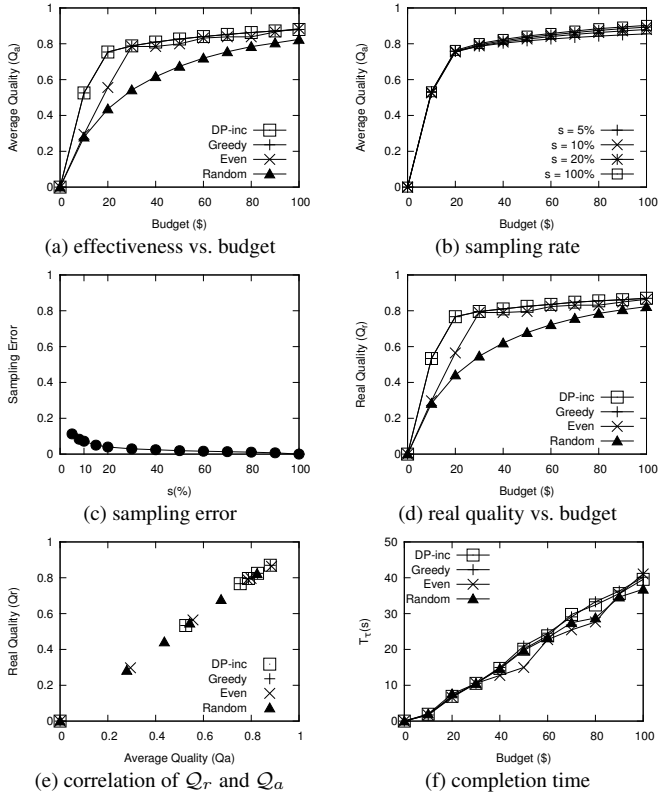 1
0.8
0.6
0.4
0.2
0
0 20 40 60 80 100
Average Quality (Qa)
Budget ($)
DP-inc
Greedy
Even
Random
(a) effectiveness vs. budget
1
0.8
0.6
0.4
0.2
0
0 20 40 60 80 100
Average Quality (Qa)
Budget ($)
s = 5%
s = 10%
s = 20%
s = 100%
(b) sampling rate
1
0.8
0.6
0.4
0.2
0
0 10 20 40 60 80 100
Sampling Error
s(%)
(c) sampling error
1
0.8
0.6
0.4
0.2
0
0 20 40 60 80 100
Real Quality (Qr)
Budget ($)
DP-inc
Greedy
Even
Random
(d) real quality vs. budget
1
0.8
0.6
0.4
0.2
0
0 0.2 0.4 0.6 0.8 1
Real Quality (Qr)
Average Quality (Qa)
DP-inc
Greedy
Even
Random
(e) correlation of Qr and Qa
50
40
30
20
10
0
0 20 40 60 80 100
Tτ(s)
Budget ($)
DP-inc
Greedy
Even
Random
(f) completion time